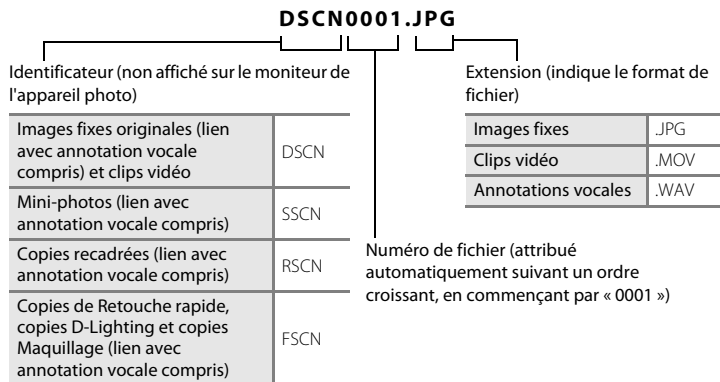 DSCN0001.JPG
Identificateur (non affiché sur le moniteur de
l'appareil photo)
Images fixes originales (lien
avec annotation vocale
compris) et clips vidéo
DSCN
Mini-photos (lien avec
annotation vocale compris)
SSCN
Copies recadrées (lien avec
annotation vocale compris)
RSCN
Copies de Retouche rapide,
copies D-Lighting et copies
Maquillage (lien avec
annotation vocale compris)
FSCN
Extension (indique le format de
fichier)
Images fixes
.JPG
Clips vidéo
.MOV
Annotations vocales
.WAV
Numéro de fichier (attribué
automatiquement suivant un ordre
croissant, en commençant par « 0001 »)